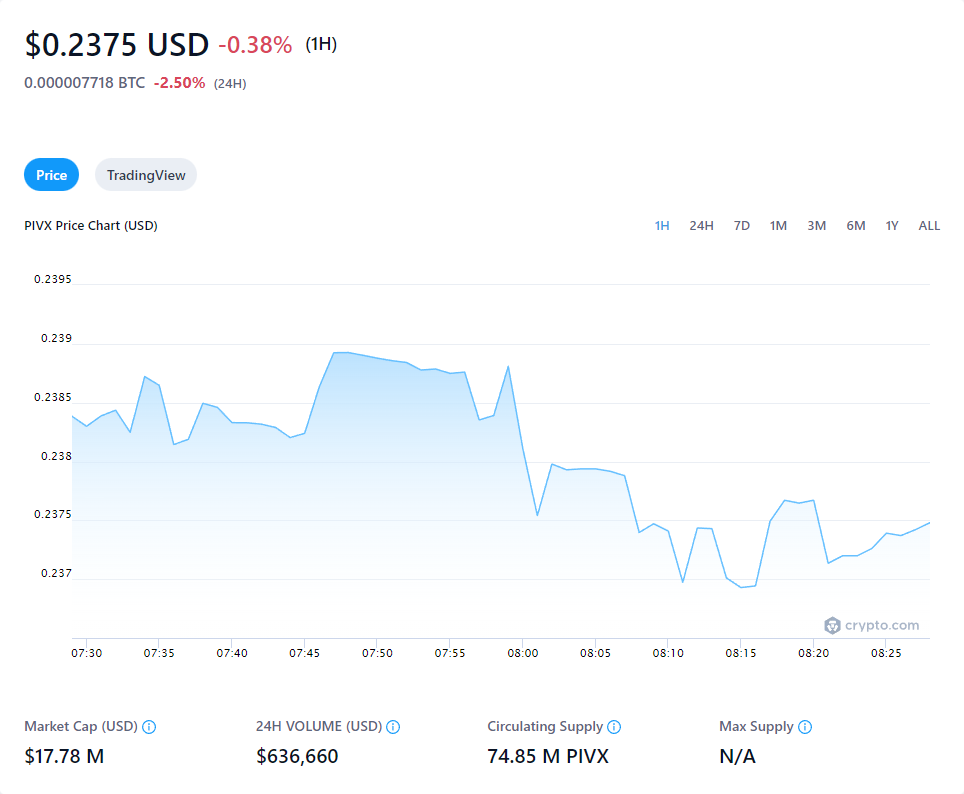 $0.2375 USD -0.38% (1H)
0.000007718 BTC -2.50% (24H)
Price TradingView
PIVX Price Chart (USD) 1H 24H 7D 1M 3M 6M 1Y ALL
0.2395
0.239
0.2385
0.238
0.2375
0.237
crypto.com
07:30 07:35 07:40 07:45 07:50 07:55 08:00 08:05 08:10 08:15 08:20 08:25
Market Cap (USD) 24H VOLUME (USD) Circulating Supply Max Supply
$17.78 M $636,660 74.85 M PIVX N/A